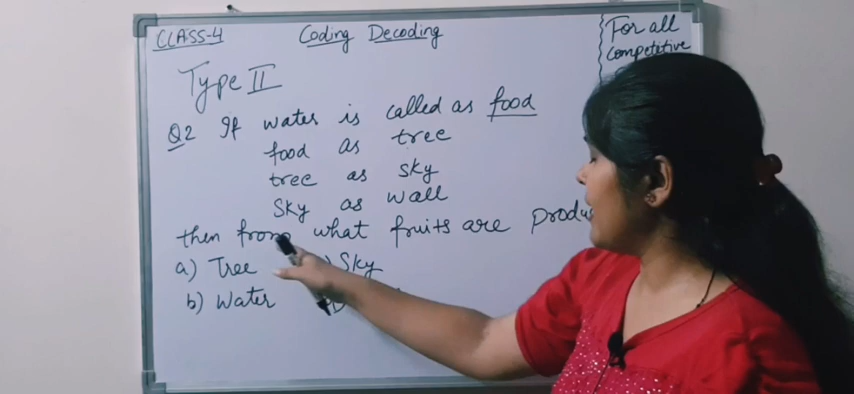 CLASS-4
Coding Decoding
For all
competitive
Type II
Q2 If water is called as food
food as tree
tree as sky
Sky as wall
then from what fruits are
a) Tree
) Sky
b) Water